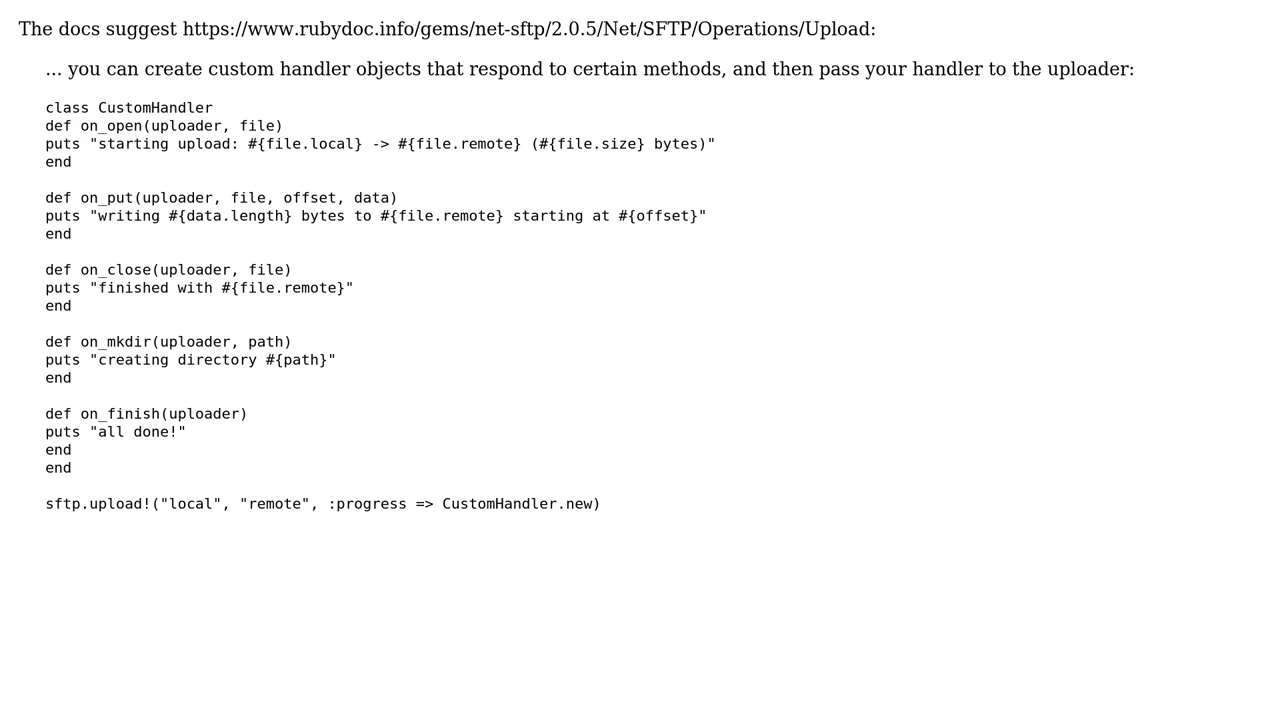 The docs suggest https://www.rubydoc.info/gems/net-sftp/2.0.5/Net/SFTP/Operations/Upload:
... you can create custom handler objects that respond to certain methods, and then pass your handler to the uploader:
class CustomHandler
def on_open(uploader, file)
puts "starting upload: #{file.local} -> #{file.remote} (#{file.size} bytes)"
end
def on_put(uploader, file, offset, data)
puts "writing #{data.length} bytes to #{file.remote} starting at #{offset}"
end
def on_close(uploader, file)
puts "finished with #{file.remote}"
end
def on_mkdir(uploader, path)
puts "creating directory #{path}"
end
def on_finish(uploader)
puts "all done!"
end
end
sftp.upload!("local", "remote", :progress => CustomHandler.new)